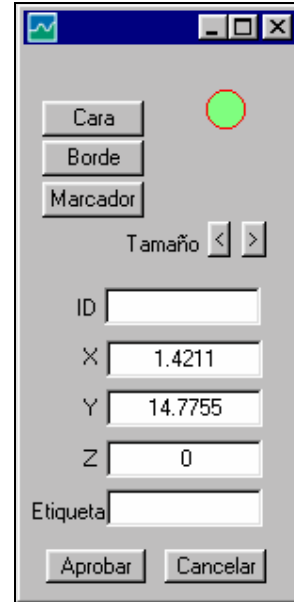 Cara
Borde
Marcador
Tamaño < >
ID
X 1.4211
Y 14.7755
Z 0
Etiqueta
Aprobar Cancelar